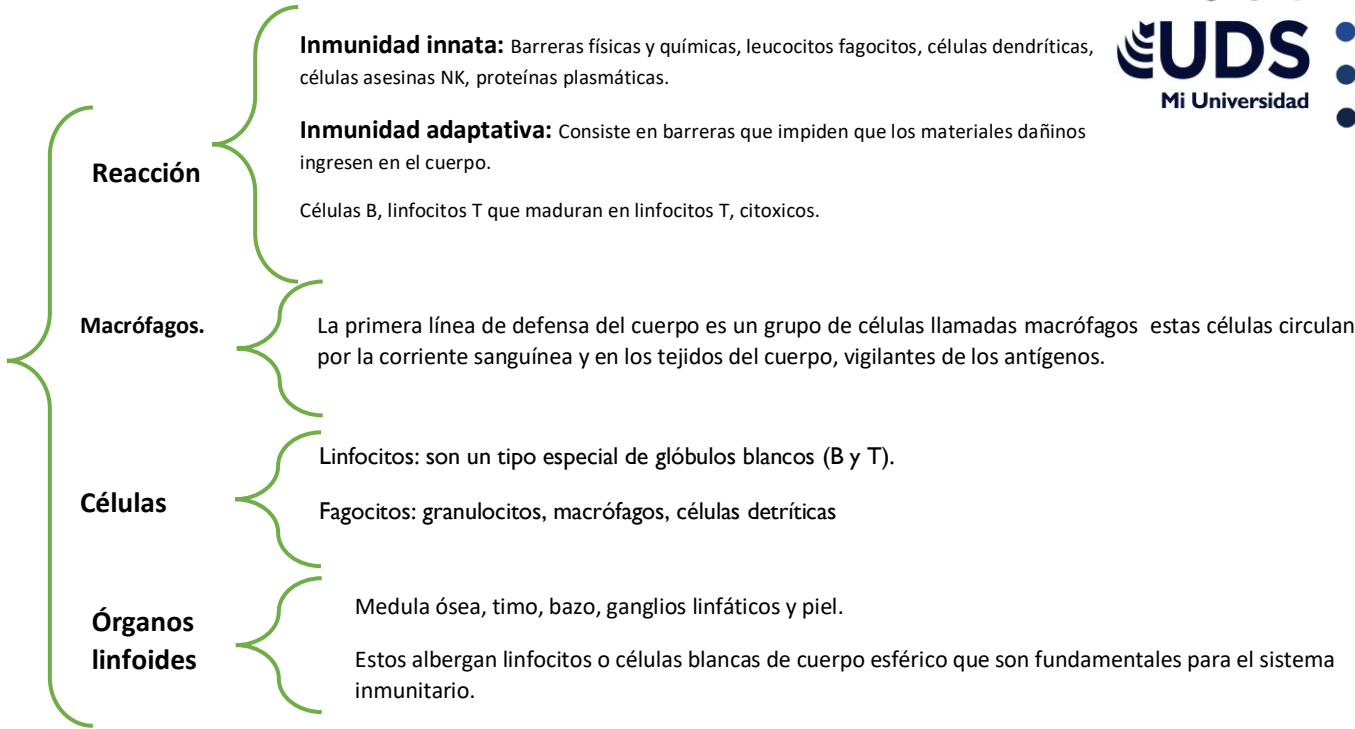 UDS
Mi Universidad
Inmunidad innata: Barreras físicas y químicas, leucocitos fagocitos, células dendríticas,
células asesinas NK, proteínas plasmáticas.
Inmunidad adaptativa: Consiste en barreras que impiden que los materiales dañinos
ingresen en el cuerpo.
Reacción
Células B, linfocitos T que maduran en linfocitos T, citoxicos.
Macrófagos.
La primera línea de defensa del cuerpo es un grupo de células llamadas macrófagos estas células circulan
por la corriente sanguínea y en los tejidos del cuerpo, vigilantes de los antígenos.
Linfocitos: son un tipo especial de glóbulos blancos (B y T).
Células
Fagocitos: granulocitos, macrófagos, células detríticas
Órganos
linfoides
Medula ósea, timo, bazo, ganglios linfáticos y piel.
Estos albergan linfocitos o células blancas de cuerpo esférico que son fundamentales para el sistema
inmunitario.